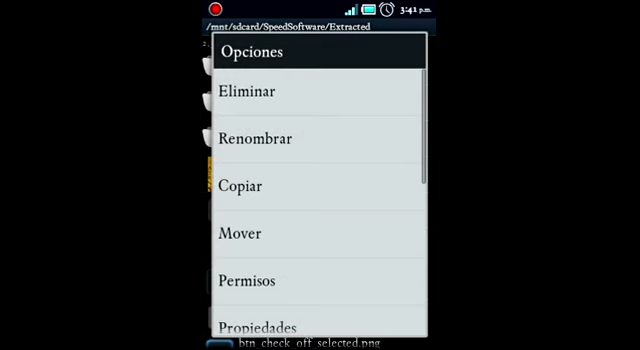 3:41 p.m.
/mnt/sdcard/SpeedSoftware/Extracted
Opciones
Eliminar
Renombrar
Copiar
Mover
Permisos
Propiedades
btn_check_off_selected.png